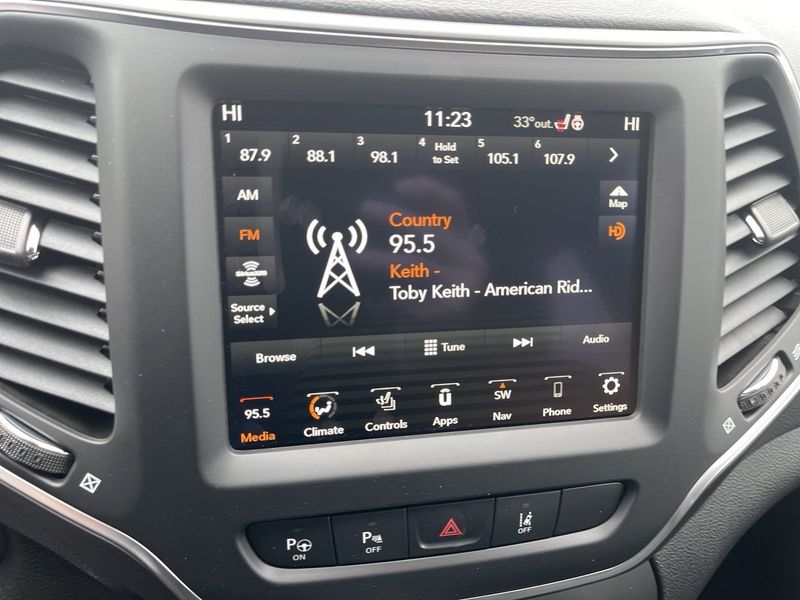 HI 11:23 33°out. HI
1 87.9 2 88.1 3 98.1 4 Hold to Set 5 105.1 6 107.9
AM
Map
FM
HD
SiriusXM
Source
Select
Country
95.5
Keith -
Toby Keith - American Rid...
Browse Tune Audio
95.5 U SW
Media Climate Controls Apps Nav Phone Settings
P ON P OFF OFF